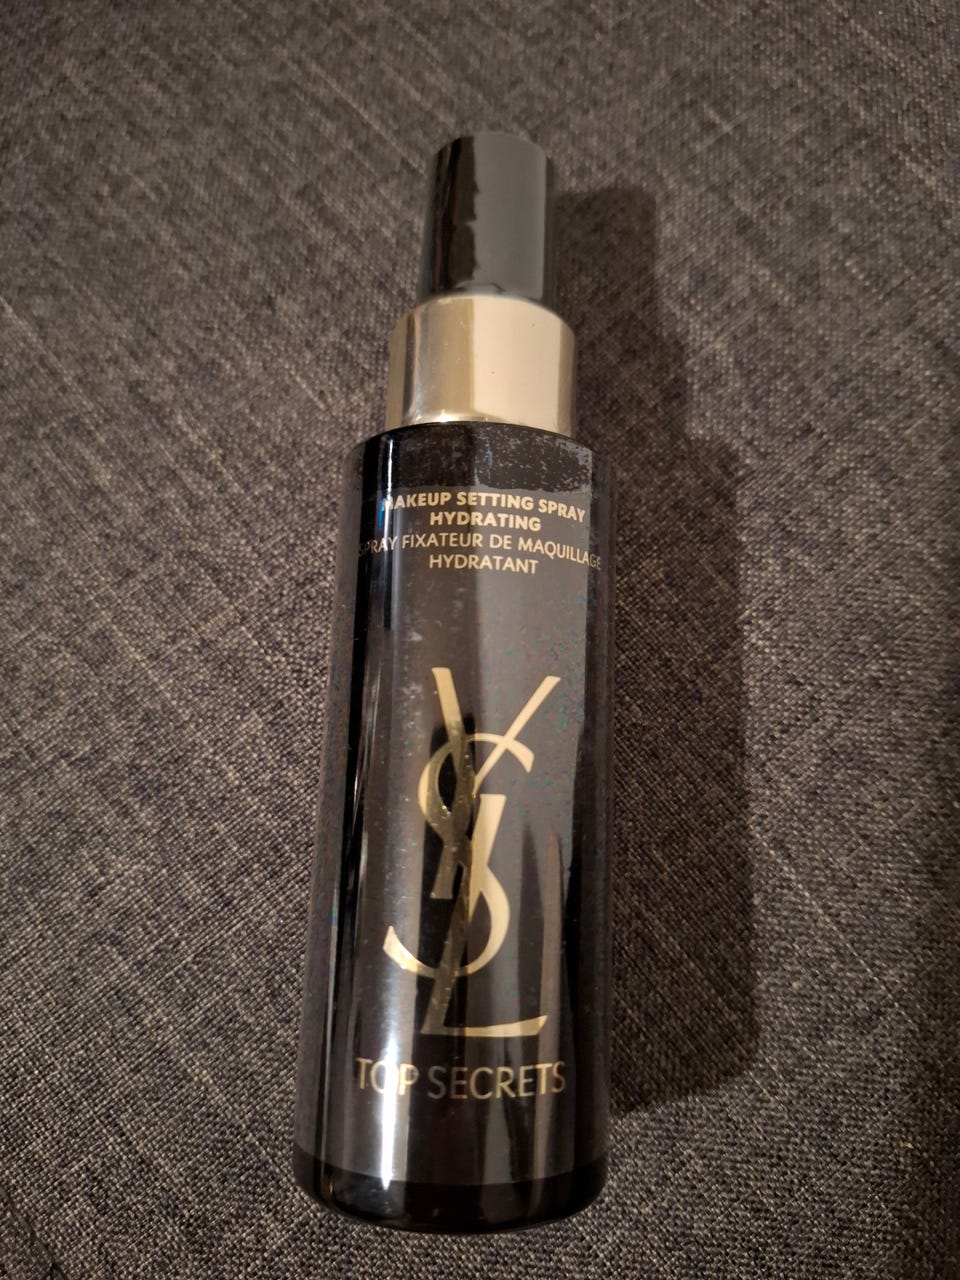 MAKEUP SETTING SPRAY
HYDRATING
SPRAY FIXATEUR DE MAQUILLAGE
HYDRATANT
YSL
TOP SECRETS